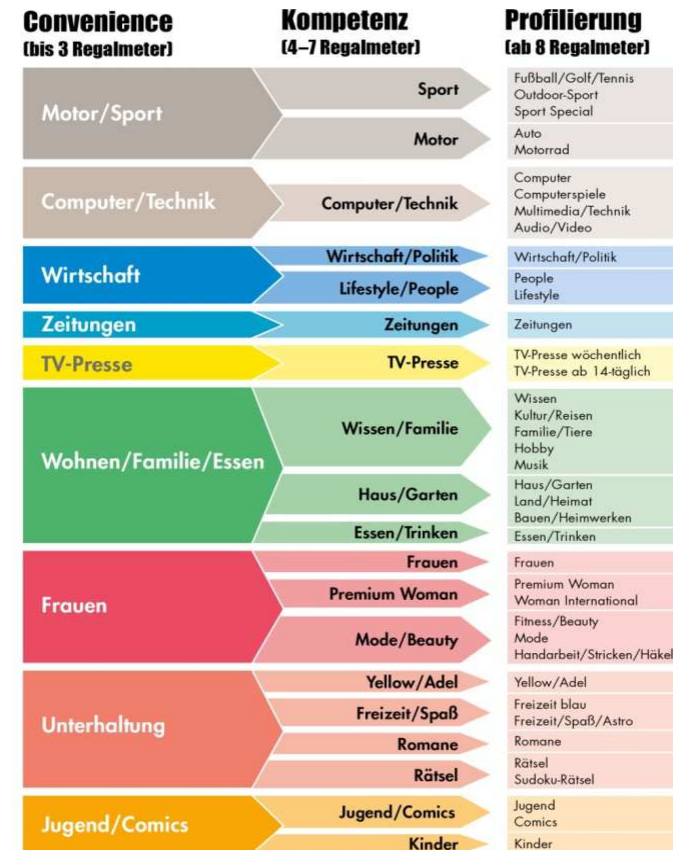 Convenience
(bis 3 Regalmeter)
Kompetenz
(4–7 Regalmeter)
Profilierung
(ab 8 Regalmeter)
Motor/Sport
Sport
Fußball/Golf/Tennis
Outdoor-Sport
Sport Special
Motor
Auto
Motorrad
Computer/Technik
Computer/Technik
Computer
Computerspiele
Multimedia/Technik
Audio/Video
Wirtschaft
Wirtschaft/Politik
Wirtschaft/Politik
Lifestyle/People
People
Lifestyle
Zeitungen
Zeitungen
Zeitungen
TV-Presse
TV-Presse
TV-Presse wöchentlich
TV-Presse ab 14-täglich
Wohnen/Familie/Essen
Wissen/Familie
Wissen
Kultur/Reisen
Familie/Tiere
Hobby
Musik
Haus/Garten
Haus/Garten
Land/Heimat
Bauen/Heimwerken
Essen/Trinken
Essen/Trinken
Frauen
Frauen
Frauen
Premium Woman
Premium Woman
Woman International
Mode/Beauty
Fitness/Beauty
Mode
Handarbeit/Stricken/Häkel
Unterhaltung
Yellow/Adel
Yellow/Adel
Freizeit/Spaß
Freizeit blau
Freizeit/Spaß/Astro
Romane
Romane
Rätsel
Rätsel
Sudoku-Rätsel
Jugend/Comics
Jugend/Comics
Jugend
Comics
Kinder
Kinder